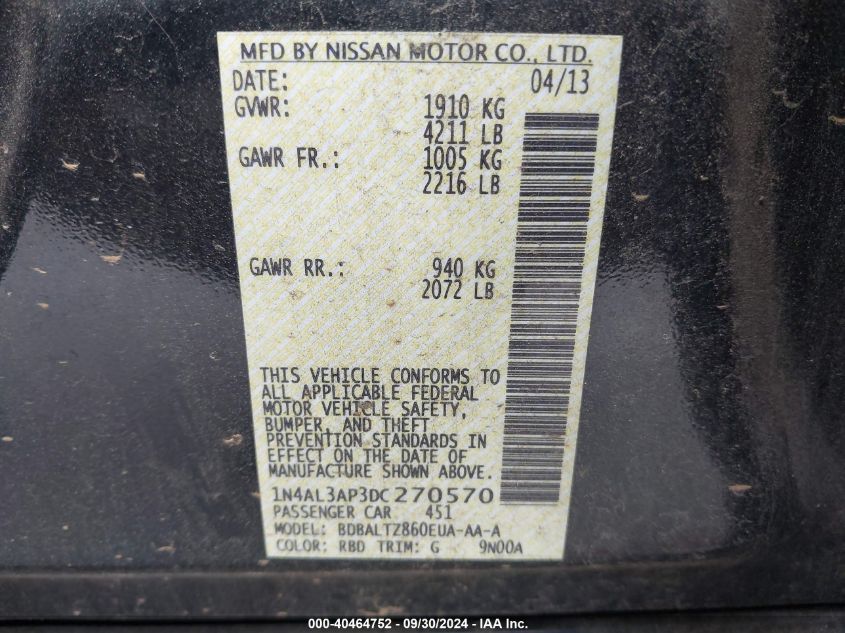 MFD BY NISSAN MOTOR CO., LTD.
DATE: 04/13
GVWR: 1910 KG
4211 LB
GAWR FR.: 1005 KG
2216 LB
GAWR RR.: 940 KG
2072 LB
THIS VEHICLE CONFORMS TO
ALL APPLICABLE FEDERAL
MOTOR VEHICLE SAFETY,
BUMPER, AND THEFT
PREVENTION STANDARDS IN
EFFECT ON THE DATE OF
MANUFACTURE SHOWN ABOVE.
1N4AL3AP3DC270570
PASSENGER CAR 451
MODEL: BDBALTZ860EUA-AA-A
COLOR: RBD TRIM: G 9N00A
000-40464752 - 09/30/2024 - IAA Inc.